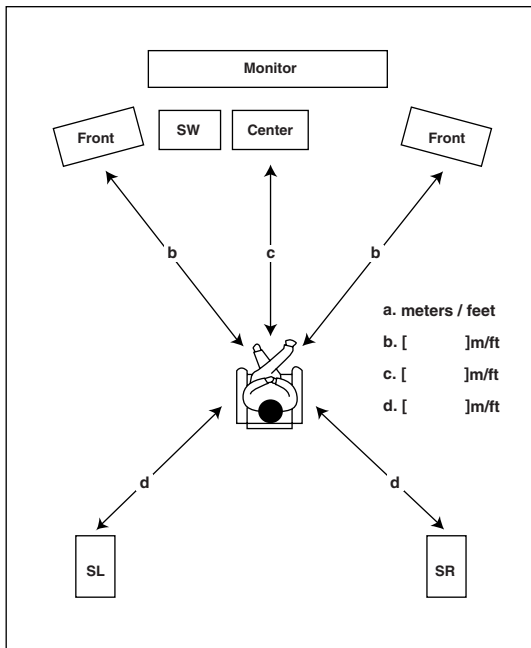 Monitor
Front
SW
Center
Front
b
c
b
a. meters / feet
b. [ ]m/ft
c. [ ]m/ft
d. [ ]m/ft
d
d
SL
SR